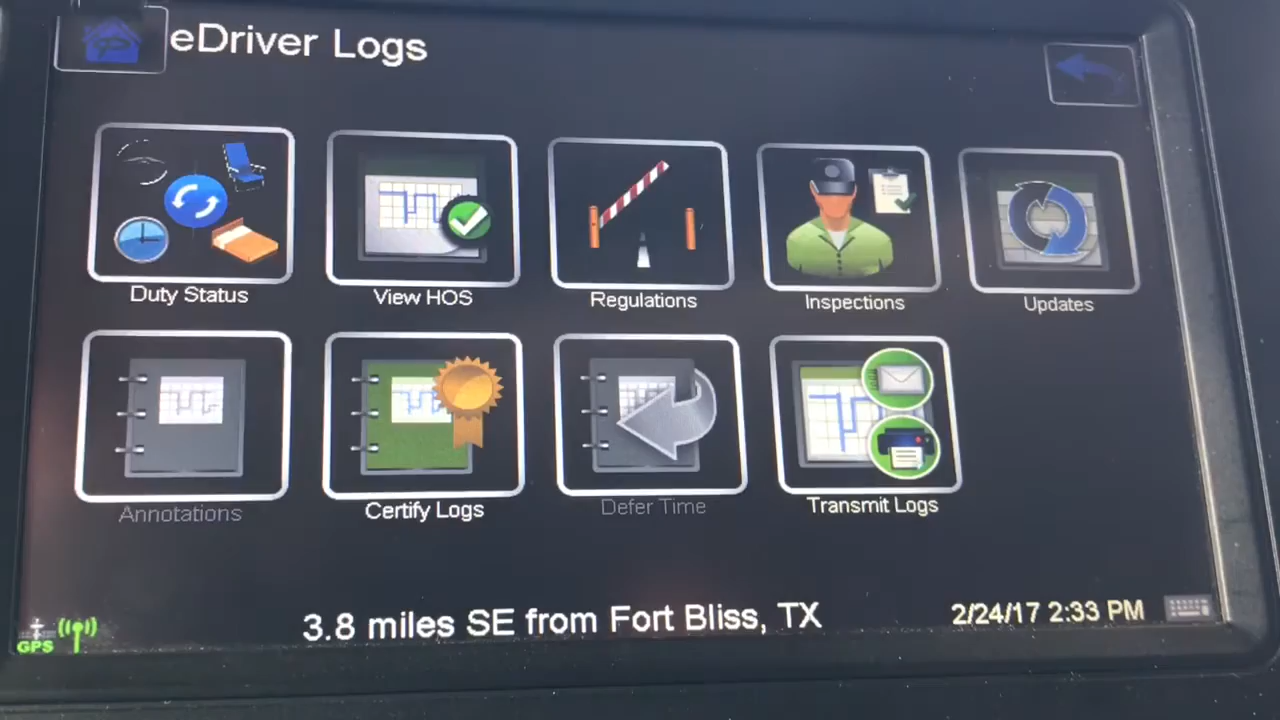 eDriver Logs
Duty Status
View HOS
Regulations
Inspections
Updates
Annotations
Certify Logs
Defer Time
Transmit Logs
GPS
3.8 miles SE from Fort Bliss, TX
2/24/17 2:33 PM